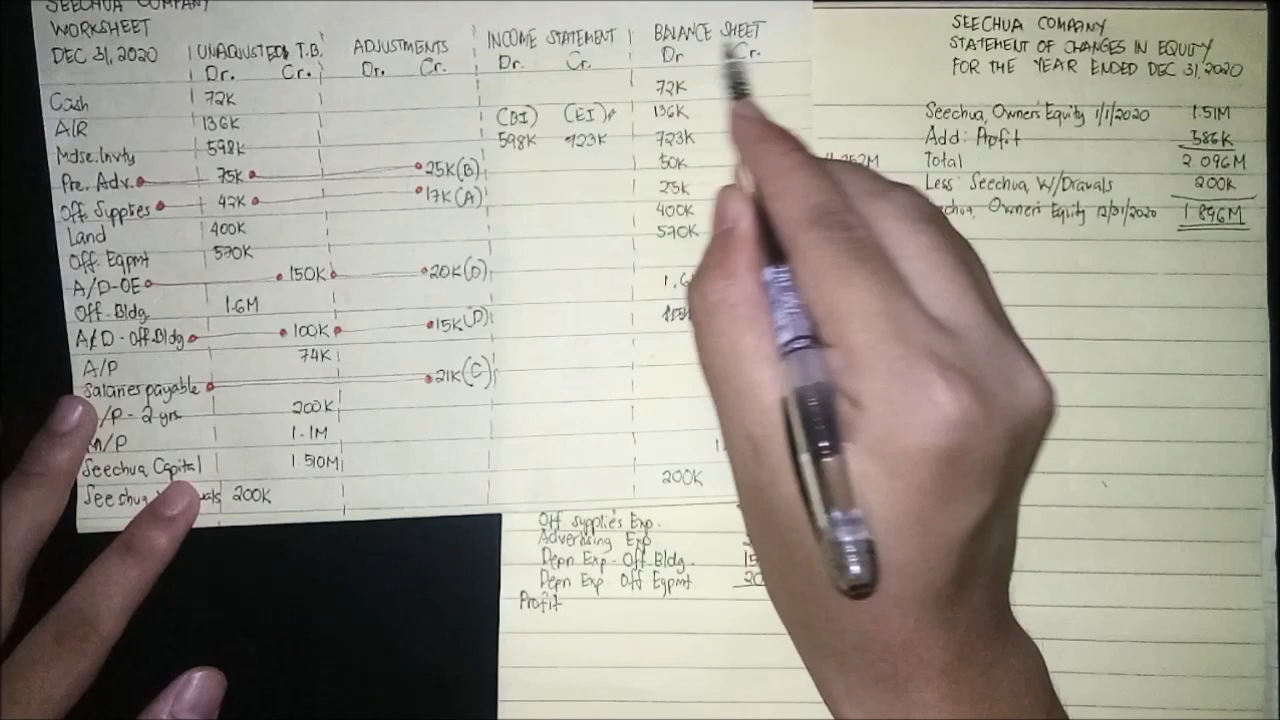 SEECHUA COMPANY
WORKSHEET
DEC 31, 2020
UNADJUSTED T.B.
Dr. Cr.
ADJUSTMENTS
Dr. Cr.
INCOME STATEMENT
Dr. Cr.
BALANCE SHEET
Dr Cr.
Cash 72K 72K
A/R 136K (BI) (EI) 136K
Mdse. Invty 598K 598K 723K 723K
Pre. Adv. 75K 25K(B) 50K
Off. Supplies 42K 17K(A) 25K
Land 400K 400K
Off. Eqpmt 570K 570K
A/D-OE 150K 20K(D)
Off. Bldg 1.6M
A/D - Off. Bldg 100K 15K(D)
A/P 74K
Salaries payable 21K(C)
/P - 2 yrs 200K
/P 1.1M
Seechua, Capital 1.510M
Seechua 200K 200K
Off Supplies Exp.
Advertising Exp
Depn Exp - Off. Bldg.
Depn Exp. Off Eqpmt
Profit
SEECHUA COMPANY
STATEMENT OF CHANGES IN EQUITY
FOR THE YEAR ENDED DEC 31, 2020
Seechua, Owner's Equity 1/1/2020 1.51M
Add: Profit 586K
Total 2.096M
Less: Seechua, W/Drawals 200K
Owner's Equity 12/31/2020 1.896M